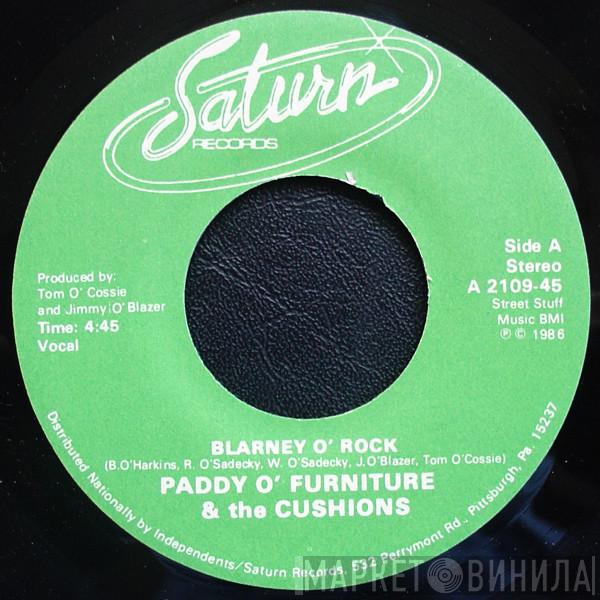 Saturn
RECORDS
Side A
Stereo
A 2109-45
Street Stuff
Music BMI
Ⓟ © 1986
Produced by:
Tom O' Cossie
and Jimmy O'Blazer
Time: 4:45
Vocal
BLARNEY O' ROCK
(B.O'Harkins, R. O'Sadecky, W. O'Sadecky, J.O'Blazer, Tom O'Cossie)
PADDY O' FURNITURE
& the CUSHIONS
Distributed Nationally by Independents/Saturn Records, 532 Perrymont Rd., Pittsburgh, Pa. 15237
МАРКЕТ ВИНИЛА